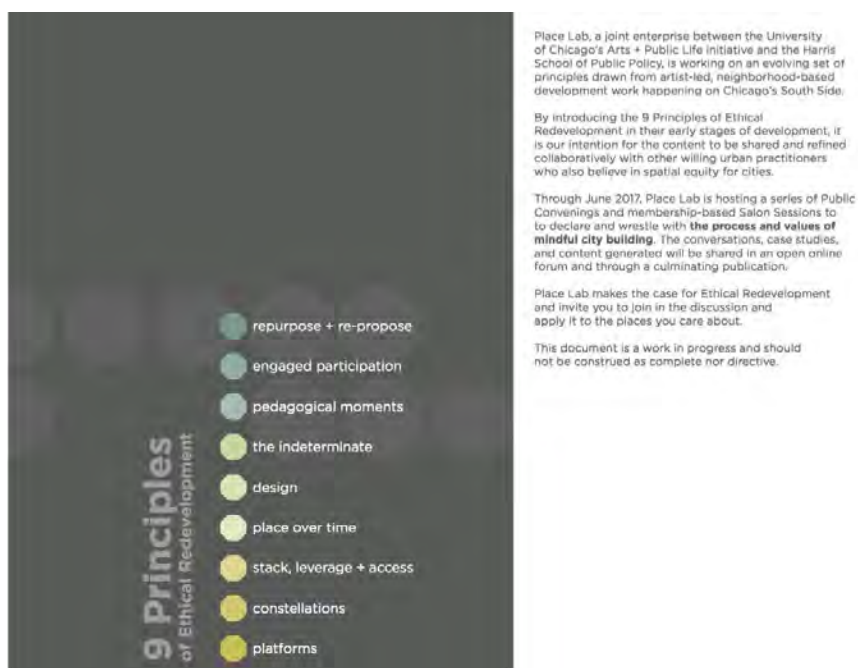 9 Principles
of Ethical Redevelopment
repurpose + re-propose
engaged participation
pedagogical moments
the indeterminate
design
place over time
stack, leverage + access
constellations
platforms
Place Lab, a joint enterprise between the University
of Chicago's Arts + Public Life initiative and the Harris
School of Public Policy, is working on an evolving set of
principles drawn from artist-led, neighborhood-based
development work happening on Chicago's South Side.
By introducing the 9 Principles of Ethical
Redevelopment in their early stages of development, it
is our intention for the content to be shared and refined
collaboratively with other willing urban practitioners
who also believe in spatial equity for cities.
Through June 2017, Place Lab is hosting a series of Public
Convenings and membership-based Salon Sessions to
to declare and wrestle with the process and values of
mindful city building. The conversations, case studies,
and content generated will be shared in an open online
forum and through a culminating publication.
Place Lab makes the case for Ethical Redevelopment
and invite you to join in the discussion and
apply it to the places you care about.
This document is a work in progress and should
not be construed as complete nor directive.